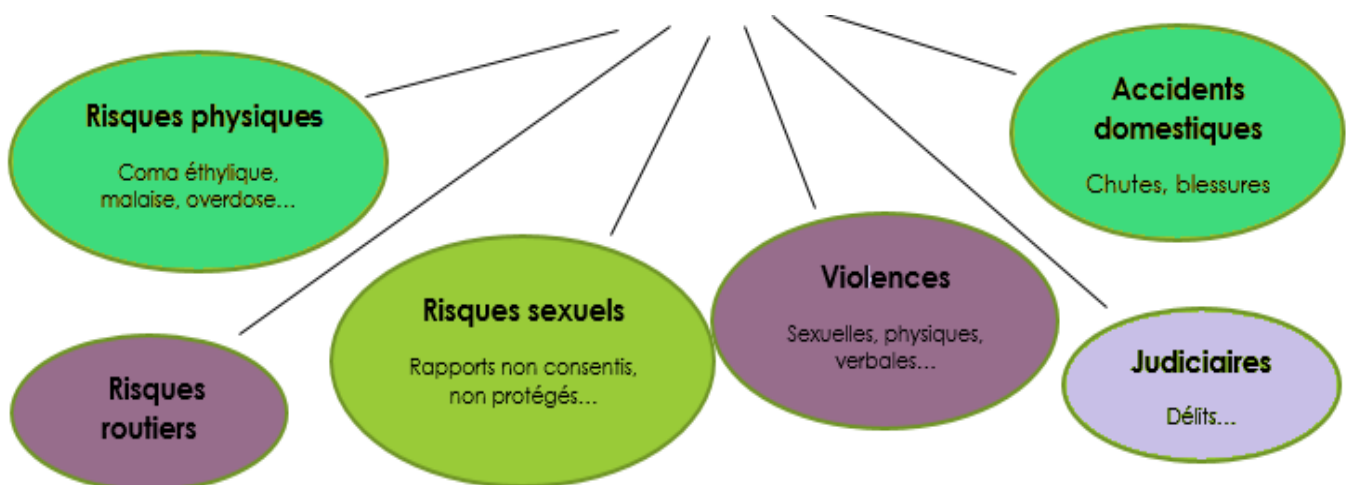 Risques physiques
Coma éthylique,
malaise, overdose...
Accidents
domestiques
Chutes, blessures
Risques
routiers
Risques sexuels
Rapports non consentis,
non protégés...
Violences
Sexuelles, physiques,
verbales...
Judiciaires
Délits...